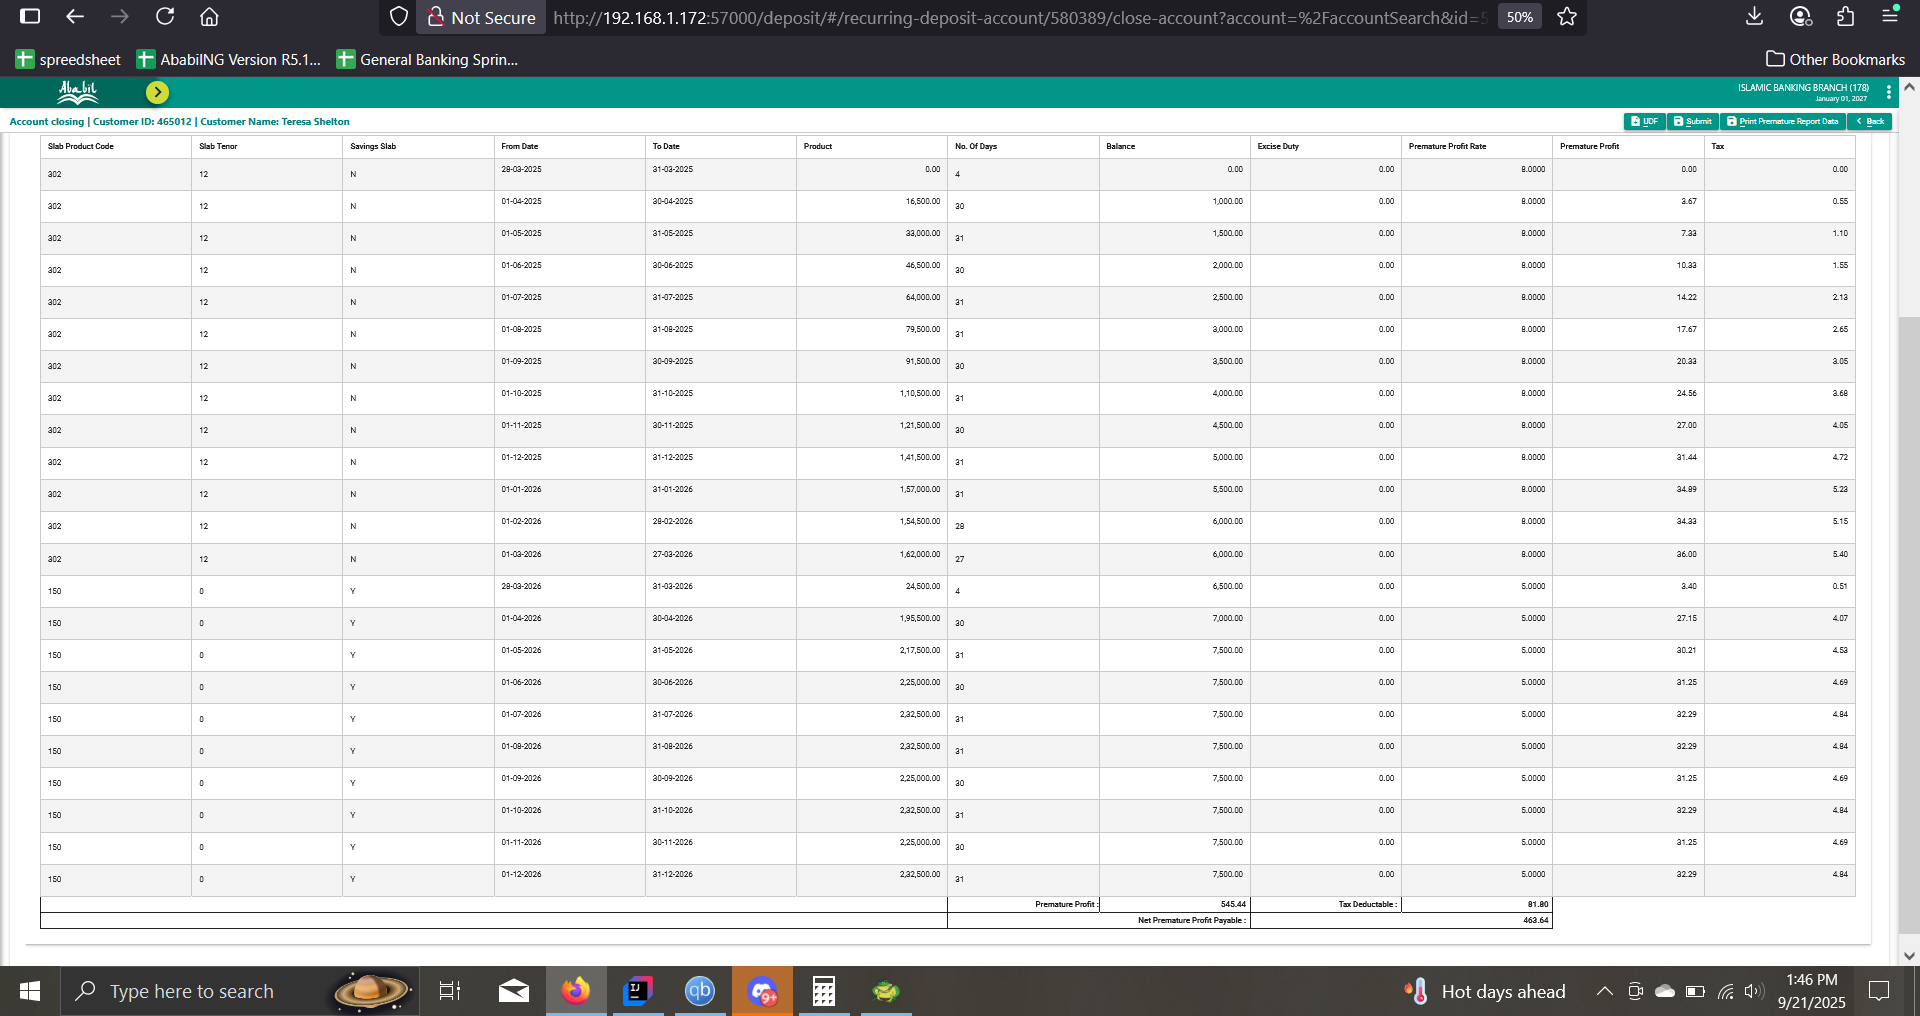 Not Secure http://192.168.1.172:57000/deposit/#/recurring-deposit-account/580389/close-account?account=%2FaccountSearch&id=5 50%
spreedsheet AbabilNG Version R5.1... General Banking Sprin... Other Bookmarks
Ababil ISLAMIC BANKING BRANCH (178)
January 01, 2027
Account closing | Customer ID: 465012 | Customer Name: Teresa Shelton UDF Submit Print Premature Report Data Back
Slab Product Code Slab Tenor Savings Slab From Date To Date Product No. Of Days Balance Excise Duty Premature Profit Rate Premature Profit Tax
302 12 N 28-03-2025 31-03-2025 0.00 4 0.00 0.00 8.0000 0.00 0.00
302 12 N 01-04-2025 30-04-2025 16,500.00 30 1,000.00 0.00 8.0000 3.67 0.55
302 12 N 01-05-2025 31-05-2025 33,000.00 31 1,500.00 0.00 8.0000 7.33 1.10
302 12 N 01-06-2025 30-06-2025 46,500.00 30 2,000.00 0.00 8.0000 10.33 1.55
302 12 N 01-07-2025 31-07-2025 64,000.00 31 2,500.00 0.00 8.0000 14.22 2.13
302 12 N 01-08-2025 31-08-2025 79,500.00 31 3,000.00 0.00 8.0000 17.67 2.65
302 12 N 01-09-2025 30-09-2025 91,500.00 30 3,500.00 0.00 8.0000 20.33 3.05
302 12 N 01-10-2025 31-10-2025 1,10,500.00 31 4,000.00 0.00 8.0000 24.56 3.68
302 12 N 01-11-2025 30-11-2025 1,21,500.00 30 4,500.00 0.00 8.0000 27.00 4.05
302 12 N 01-12-2025 31-12-2025 1,41,500.00 31 5,000.00 0.00 8.0000 31.44 4.72
302 12 N 01-01-2026 31-01-2026 1,57,000.00 31 5,500.00 0.00 8.0000 34.89 5.23
302 12 N 01-02-2026 28-02-2026 1,54,500.00 28 6,000.00 0.00 8.0000 34.33 5.15
302 12 N 01-03-2026 27-03-2026 1,62,000.00 27 6,000.00 0.00 8.0000 36.00 5.40
150 0 Y 28-03-2026 31-03-2026 24,500.00 4 6,500.00 0.00 5.0000 3.40 0.51
150 0 Y 01-04-2026 30-04-2026 1,95,500.00 30 7,000.00 0.00 5.0000 27.15 4.07
150 0 Y 01-05-2026 31-05-2026 2,17,500.00 31 7,500.00 0.00 5.0000 30.21 4.53
150 0 Y 01-06-2026 30-06-2026 2,25,000.00 30 7,500.00 0.00 5.0000 31.25 4.69
150 0 Y 01-07-2026 31-07-2026 2,32,500.00 31 7,500.00 0.00 5.0000 32.29 4.84
150 0 Y 01-08-2026 31-08-2026 2,32,500.00 31 7,500.00 0.00 5.0000 32.29 4.84
150 0 Y 01-09-2026 30-09-2026 2,25,000.00 30 7,500.00 0.00 5.0000 31.25 4.69
150 0 Y 01-10-2026 31-10-2026 2,32,500.00 31 7,500.00 0.00 5.0000 32.29 4.84
150 0 Y 01-11-2026 30-11-2026 2,25,000.00 30 7,500.00 0.00 5.0000 31.25 4.69
150 0 Y 01-12-2026 31-12-2026 2,32,500.00 31 7,500.00 0.00 5.0000 32.29 4.84
Premature Profit : 545.44 Tax Deductable : 81.80
Net Premature Profit Payable : 463.64
Type here to search IJ qb 9+ Hot days ahead 1:46 PM
9/21/2025